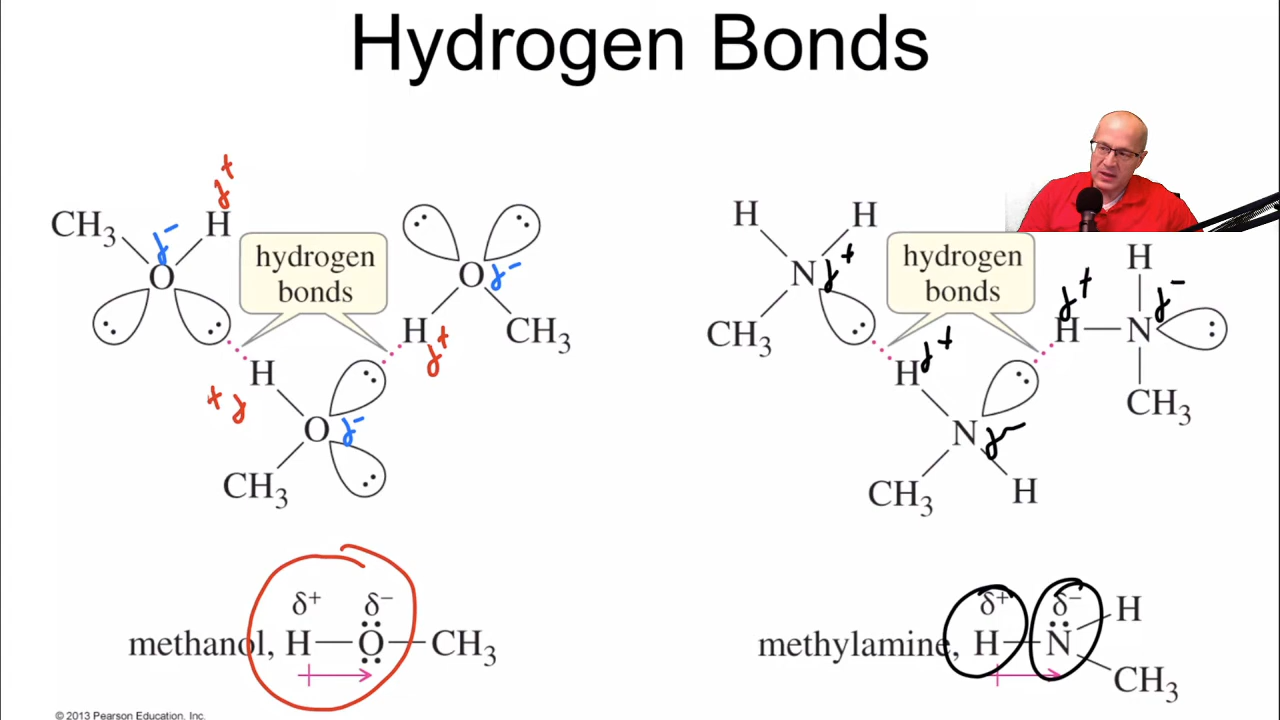 Hydrogen Bonds
CH₃ O H
δ⁻ δ⁺
hydrogen
bonds
O
δ⁻
H
δ⁺
CH₃
H
⁺δ
O
δ⁻
CH₃
H H
N δ⁺
CH₃
hydrogen
bonds
H
δ⁺ δ⁻
H—N
CH₃
H δ⁺
N δ⁻
CH₃ H
δ⁺ δ⁻
methanol, H—O—CH₃
δ⁺ δ⁻
methylamine, H—N
H
CH₃
© 2013 Pearson Education, Inc.